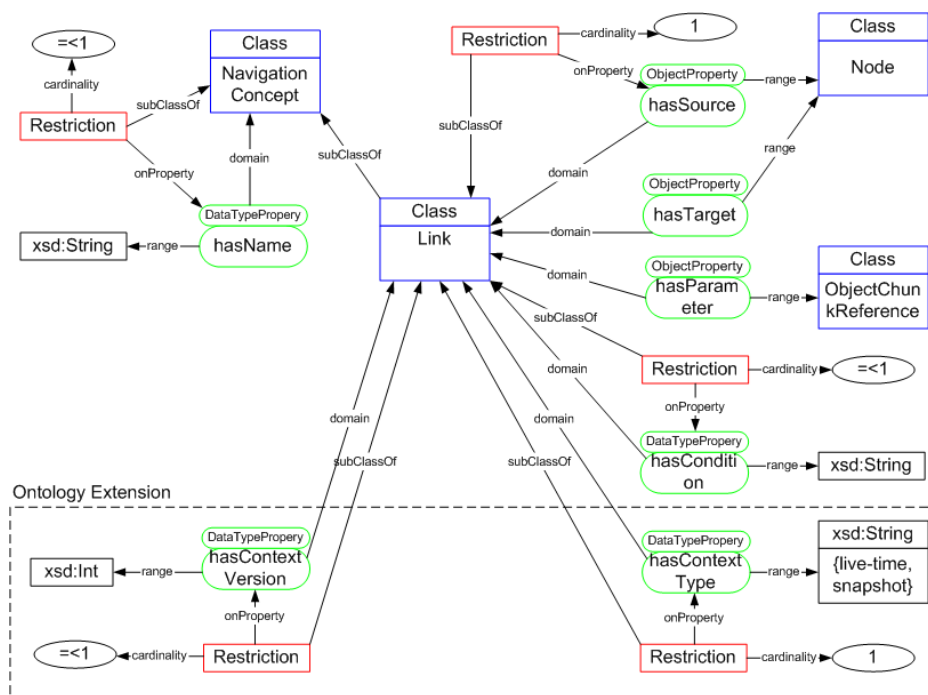 =<1
cardinality
Restriction
subClassOf
onProperty
Class
Navigation
Concept
domain
DataTypePropery
hasName
range
xsd:String
subClassOf
Restriction
cardinality
1
onProperty
subClassOf
ObjectProperty
hasSource
range
Class
Node
domain
range
ObjectProperty
hasTarget
domain
Class
Link
ObjectProperty
hasParam
eter
domain
range
Class
ObjectChu
nkReference
subClassOf
Restriction
cardinality
=<1
onProperty
domain
DataTypePropery
hasConditi
on
range
xsd:String
domain
subClassOf
subClassOf
domain
Ontology Extension
DataTypePropery
hasContext
Version
range
xsd:Int
onProperty
Restriction
cardinality
=<1
DataTypePropery
hasContext
Type
range
xsd:String
{live-time,
snapshot}
onProperty
Restriction
cardinality
1